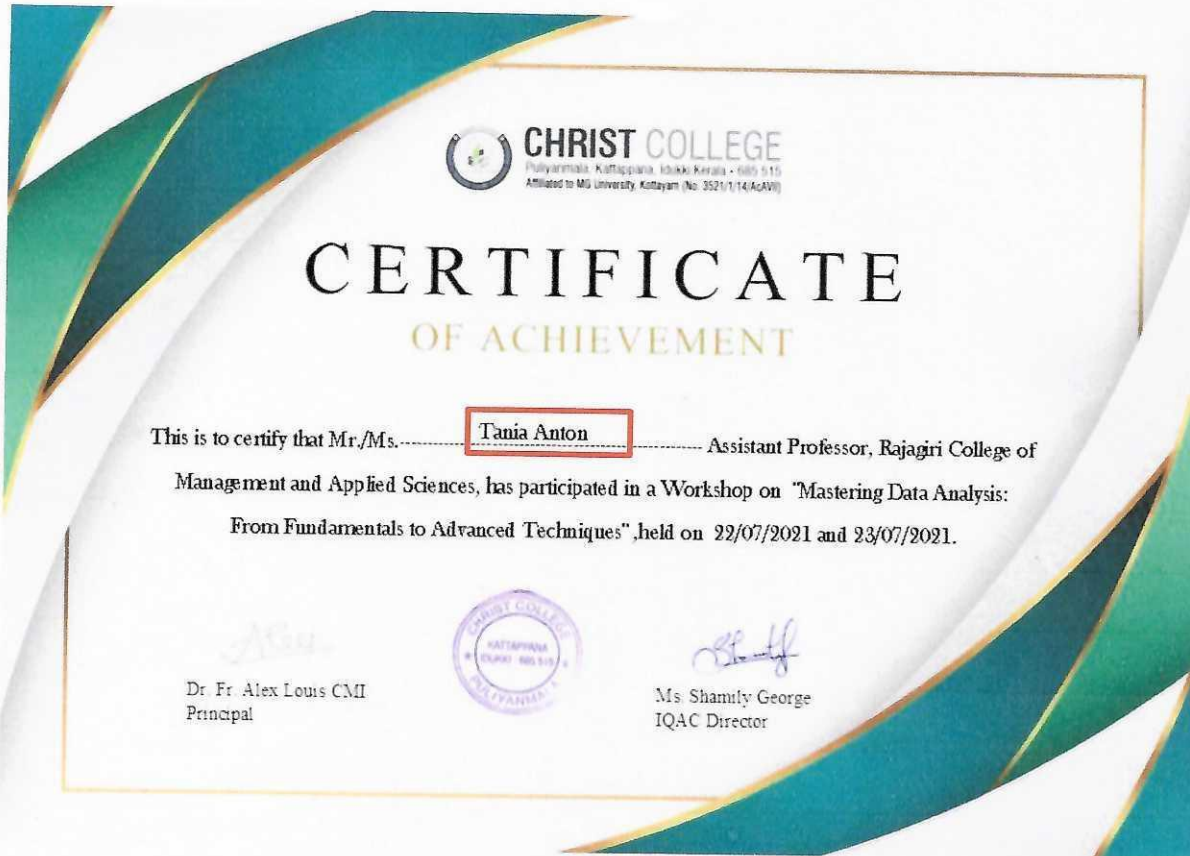 CHRIST COLLEGE
Puliyanmala, Kattappana, Idukki Kerala - 685 515
Affiliated to MG University, Kottayam (No. 3521/1/14/AcAVII)
CERTIFICATE
OF ACHIEVEMENT
This is to certify that Mr./Ms.---------- Tania Anton ---------- Assistant Professor, Rajagiri College of
Management and Applied Sciences, has participated in a Workshop on "Mastering Data Analysis:
From Fundamentals to Advanced Techniques" ,held on 22/07/2021 and 23/07/2021.
CHRIST COLLEGE
KATTAPPANA
IDUKKI - 685 515
PULIYANMALA
Dr. Fr. Alex Louis CMI
Principal
Ms. Shamily George
IQAC Director